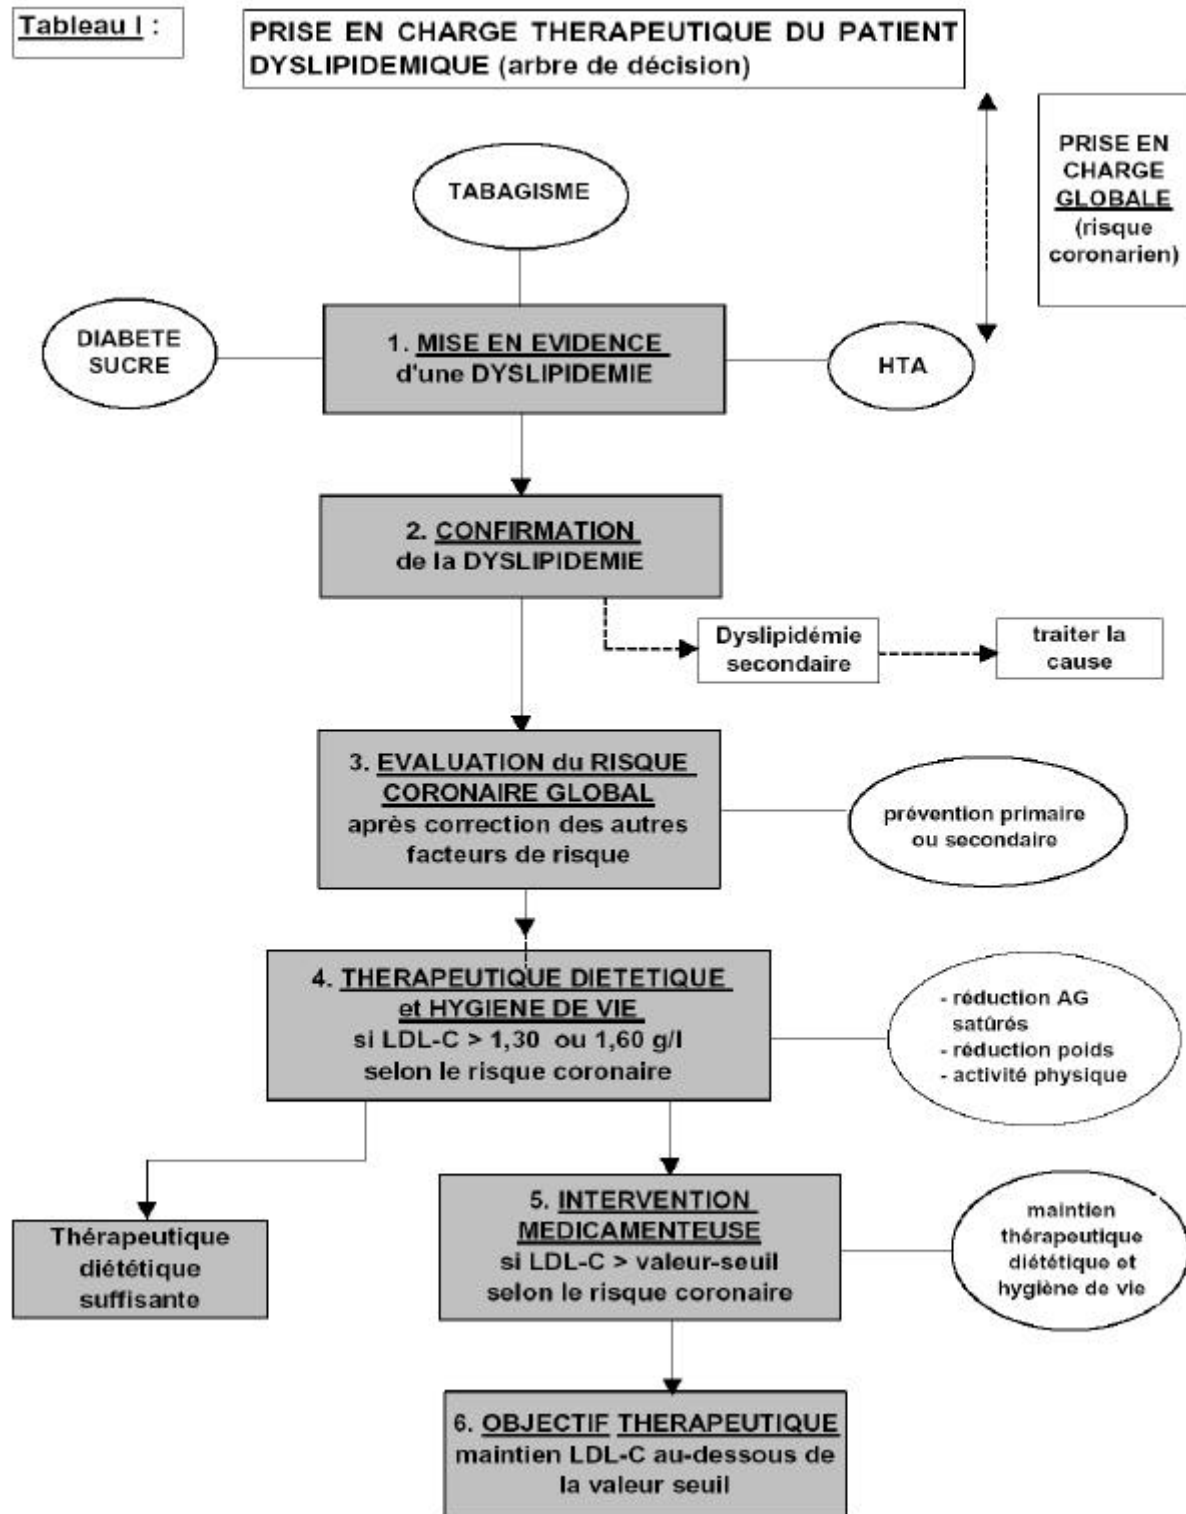 Tableau I :
PRISE EN CHARGE THERAPEUTIQUE DU PATIENT
DYSLIPIDEMIQUE (arbre de décision)
PRISE EN
CHARGE
GLOBALE
(risque
coronarien)
TABAGISME
DIABETE
SUCRE
1. MISE EN EVIDENCE
d'une DYSLIPIDEMIE
HTA
2. CONFIRMATION
de la DYSLIPIDEMIE
Dyslipidémie
secondaire
traiter la
cause
3. EVALUATION du RISQUE
CORONAIRE GLOBAL
après correction des autres
facteurs de risque
prévention primaire
ou secondaire
4. THERAPEUTIQUE DIETETIQUE
et HYGIENE DE VIE
si LDL-C > 1,30 ou 1,60 g/l
selon le risque coronaire
- réduction AG
satûrés
- réduction poids
- activité physique
Thérapeutique
diététique
suffisante
5. INTERVENTION
MEDICAMENTEUSE
si LDL-C > valeur-seuil
selon le risque coronaire
maintien
thérapeutique
diététique et
hygiène de vie
6. OBJECTIF THERAPEUTIQUE
maintien LDL-C au-dessous de
la valeur seuil